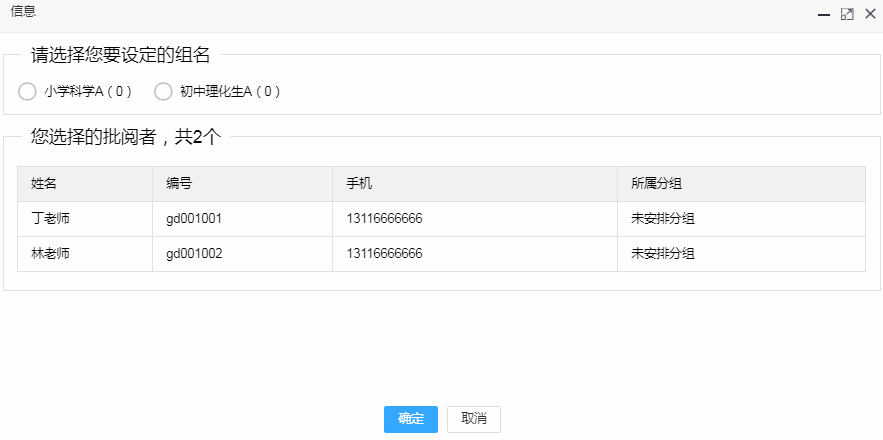 信息
请选择您要设定的组名
小学科学A（0） 初中理化生A（0）
您选择的批阅者，共2个
姓名 编号 手机 所属分组
丁老师 gd001001 13116666666 未安排分组
林老师 gd001002 13116666666 未安排分组
确定 取消